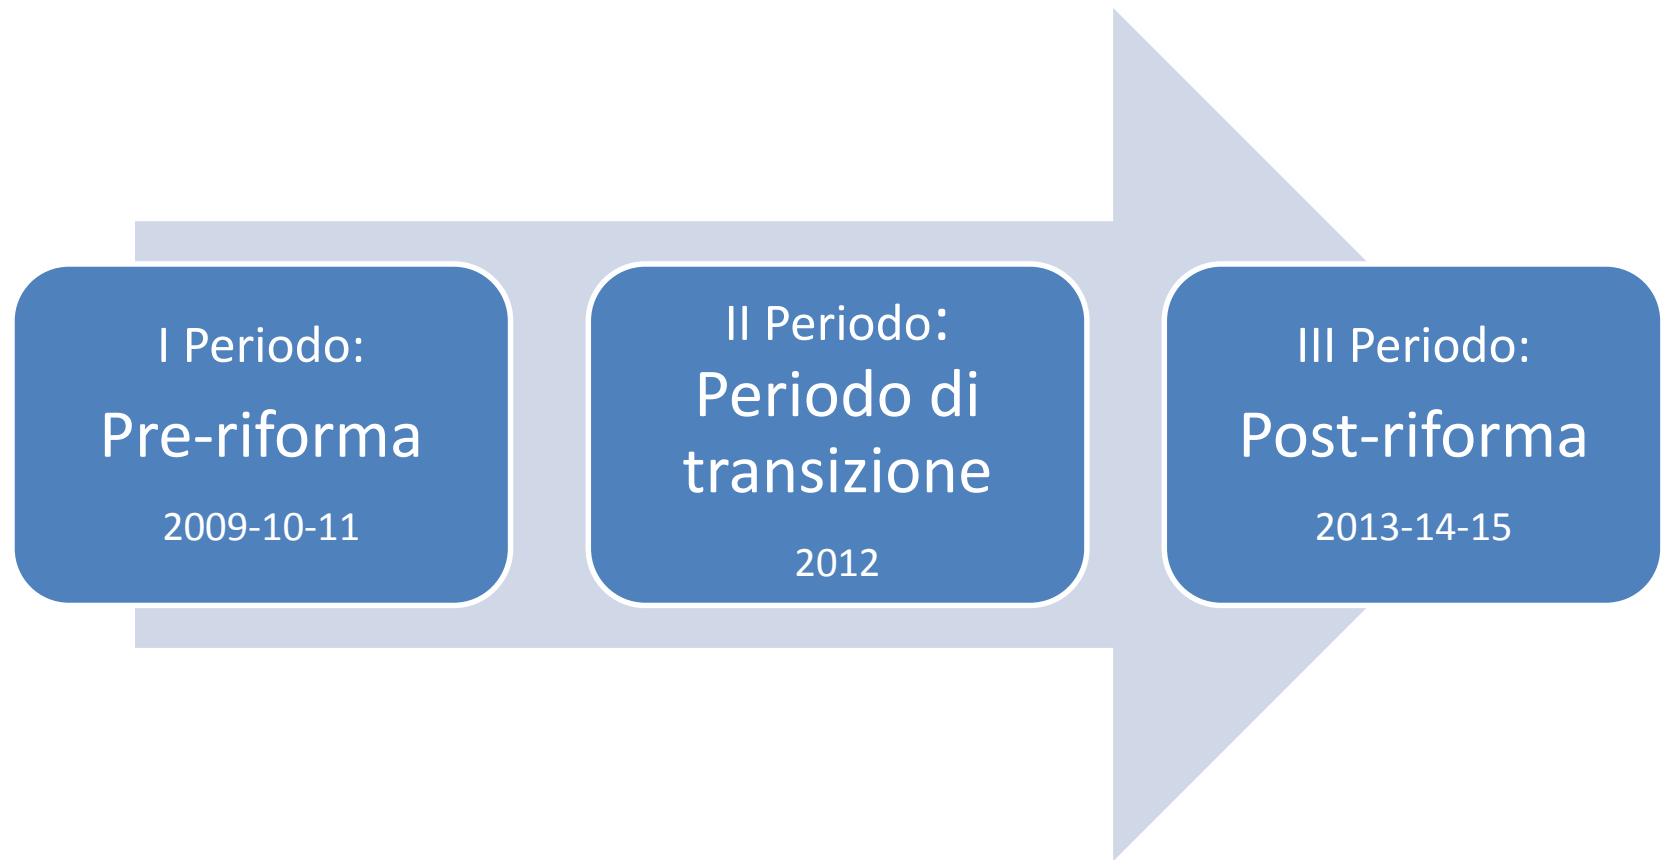 I Periodo:
Pre-riforma
2009-10-11
II Periodo:
Periodo di
transizione
2012
III Periodo:
Post-riforma
2013-14-15